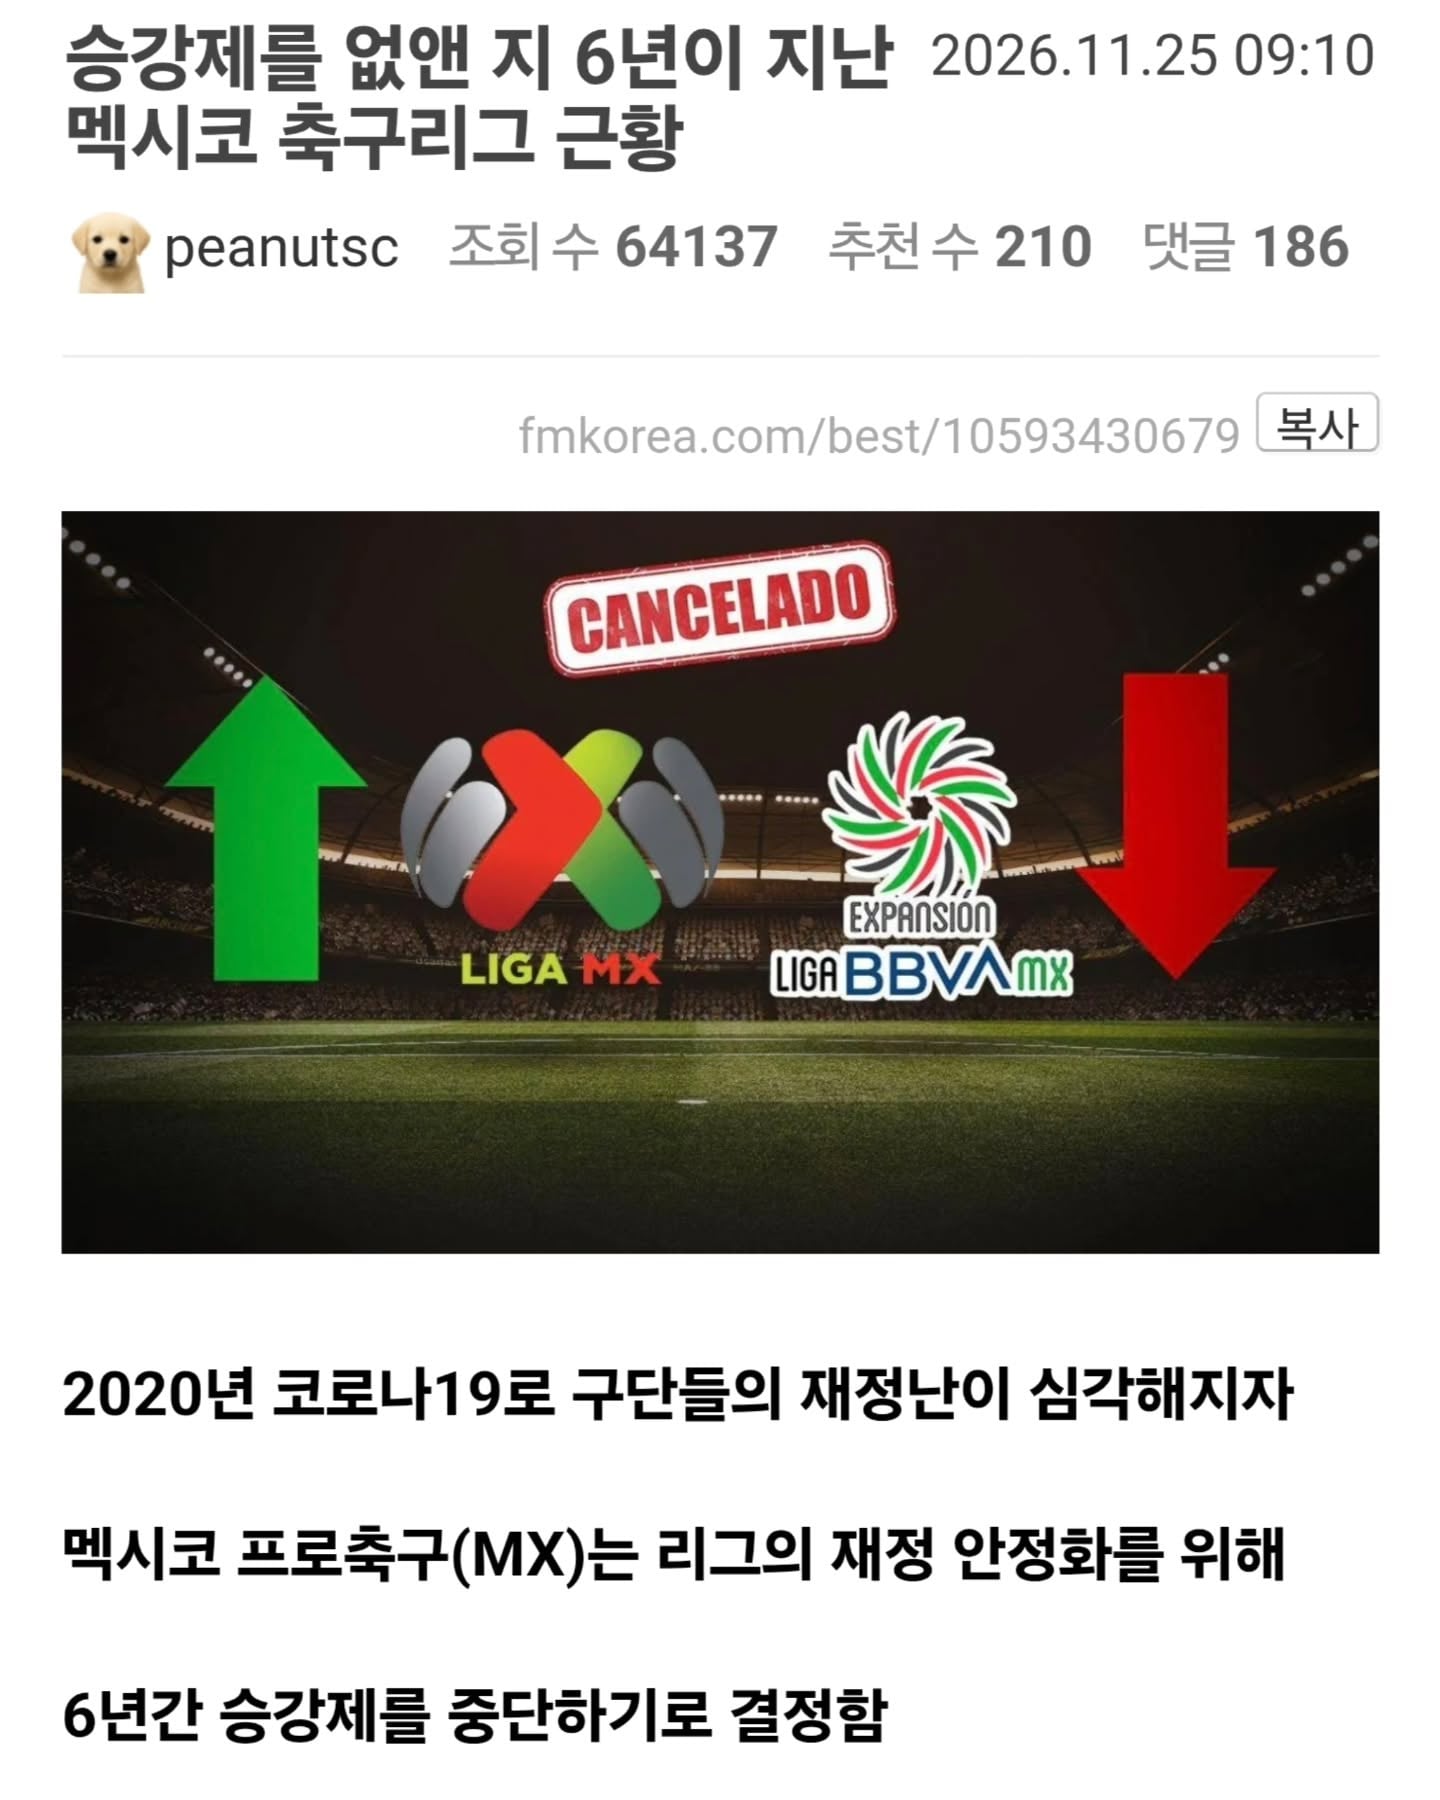 승강제를 없앤 지 6년이 지난 2026.11.25 09:10
멕시코 축구리그 근황
peanutsc 조회 수 64137 추천 수 210 댓글 186
fmkorea.com/best/10593430679 복사
CANCELADO
LIGA MX
EXPANSIÓN
LIGA BBVA MX
2020년 코로나19로 구단들의 재정난이 심각해지자
멕시코 프로축구(MX)는 리그의 재정 안정화를 위해
6년간 승강제를 중단하기로 결정함